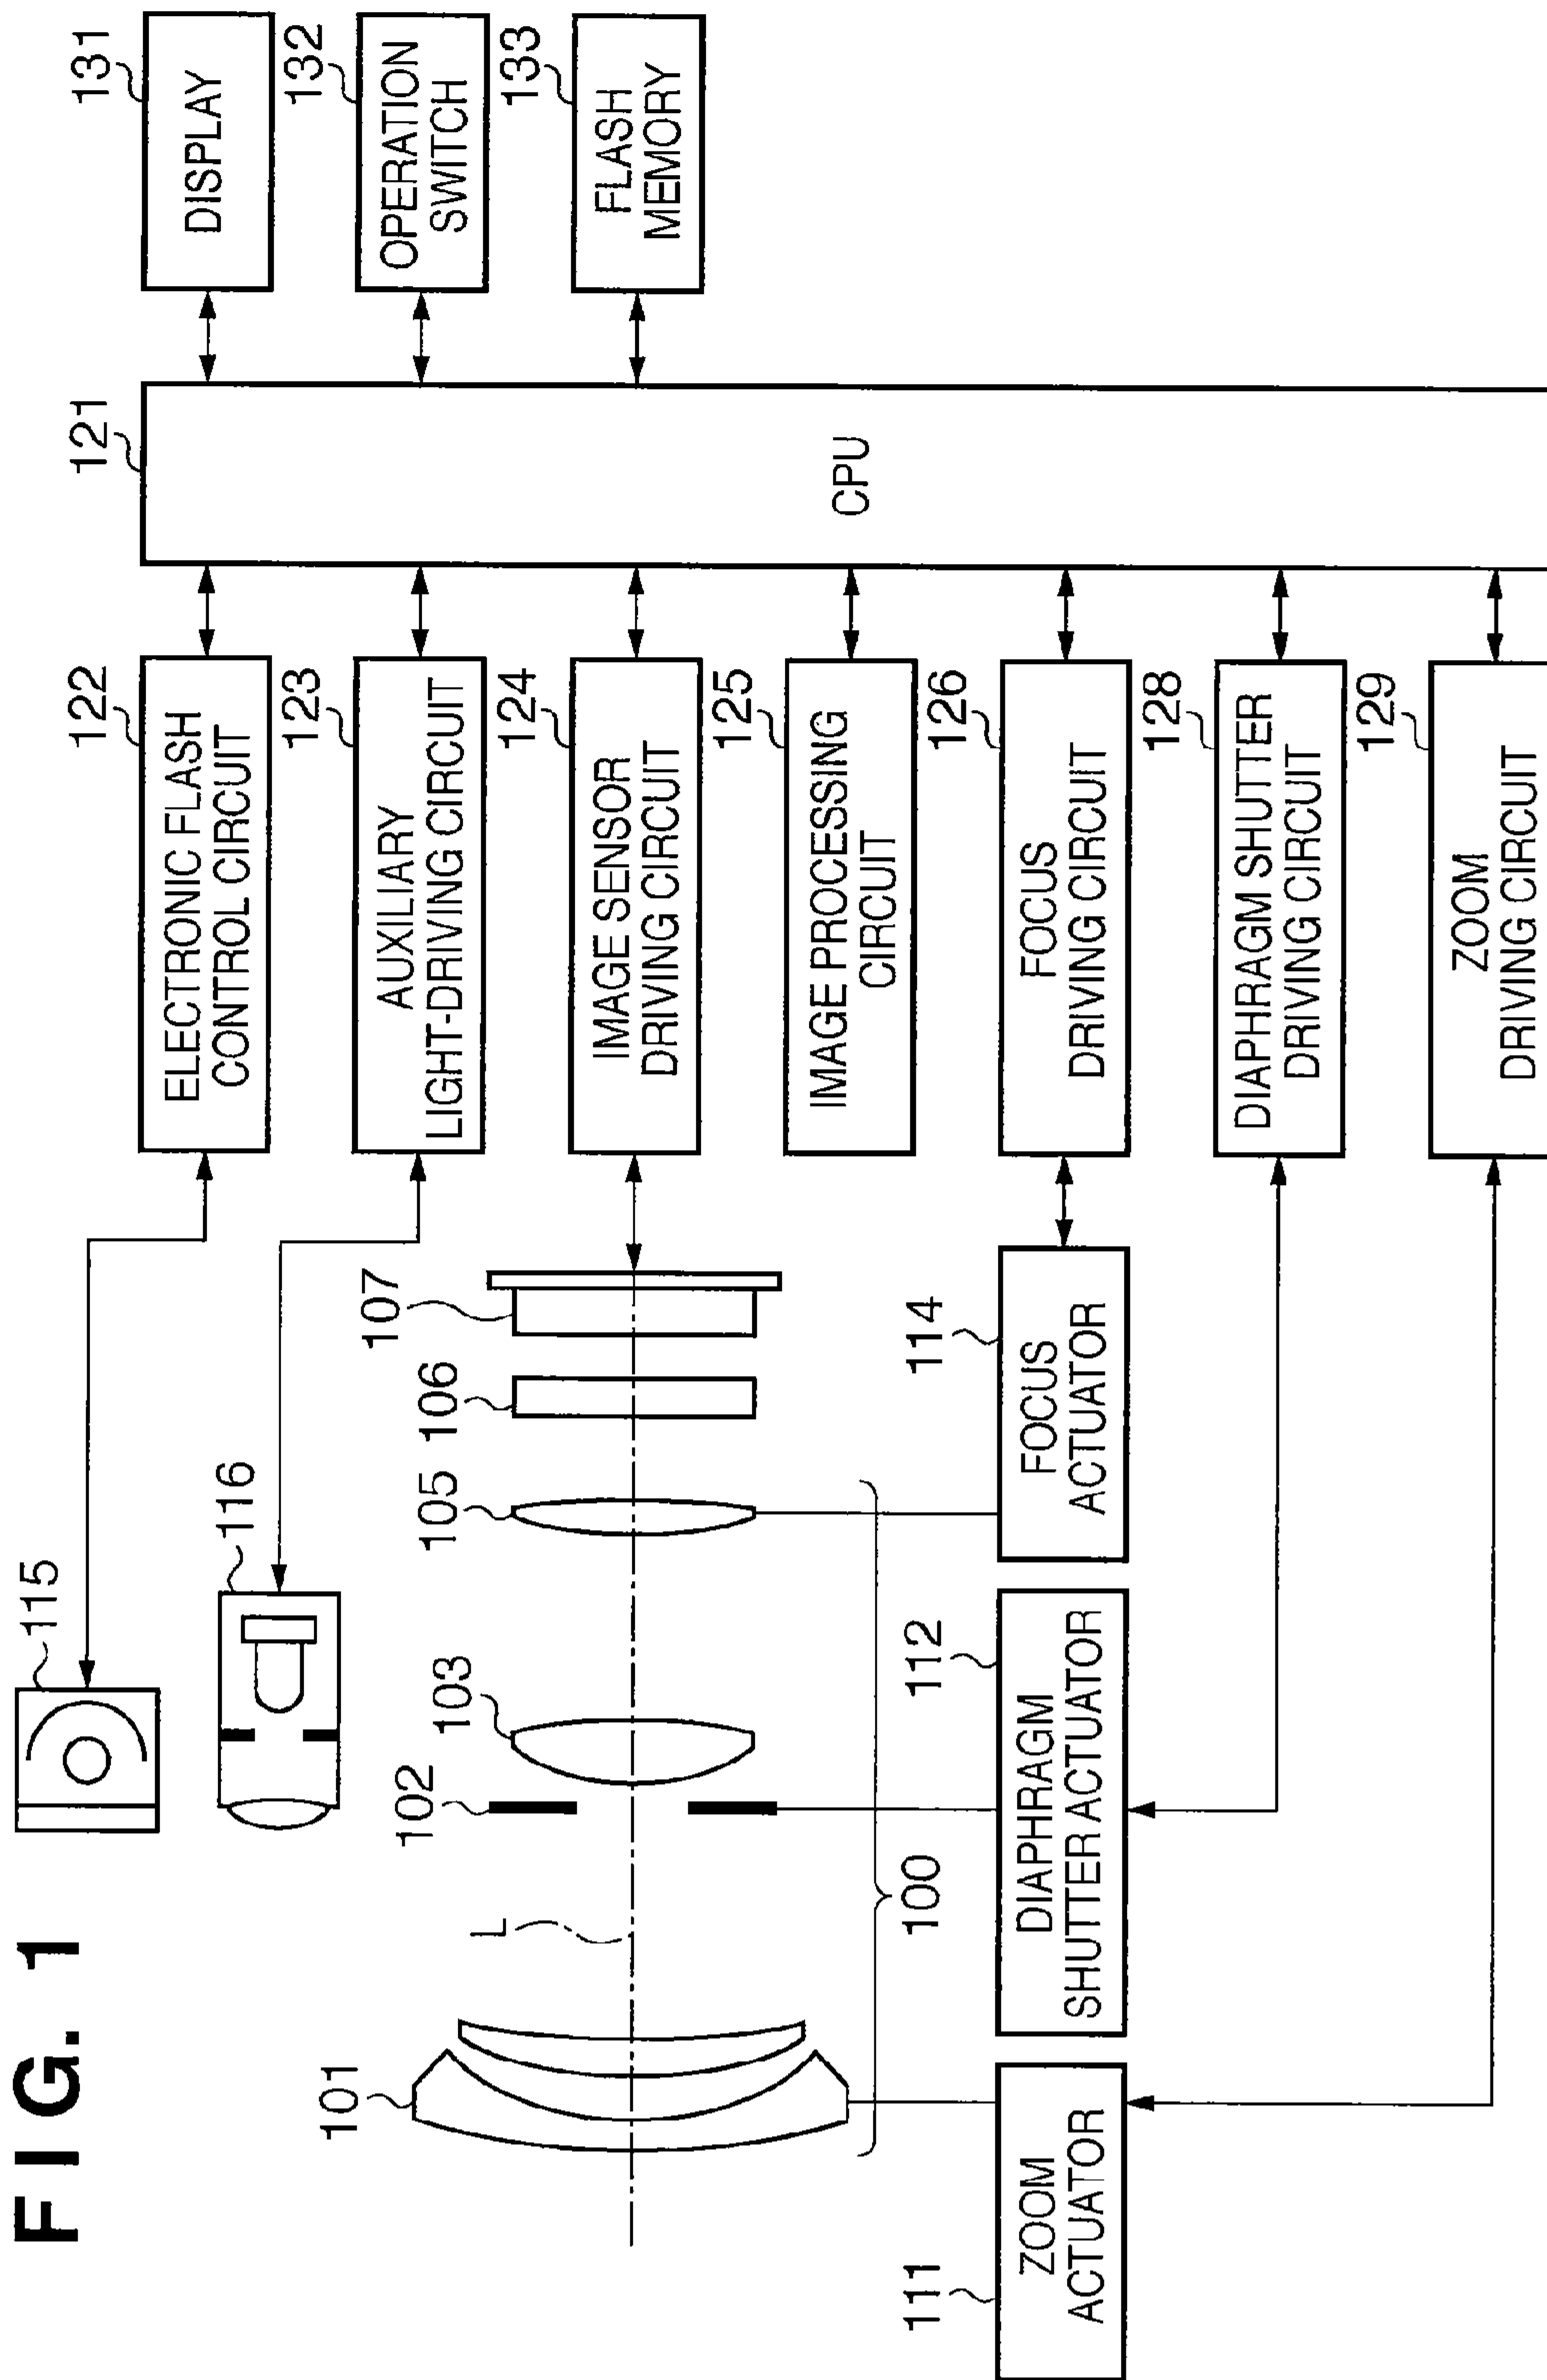 FIG. 1
115
116
101
L
102
103
105
106
107
100
111
ZOOM
ACTUATOR
112
DIAPHRAGM
SHUTTER ACTUATOR
114
FOCUS
ACTUATOR
122
ELECTRONIC FLASH
CONTROL CIRCUIT
123
AUXILIARY
LIGHT-DRIVING CIRCUIT
124
IMAGE SENSOR
DRIVING CIRCUIT
125
IMAGE PROCESSING
CIRCUIT
126
FOCUS
DRIVING CIRCUIT
128
DIAPHRAGM SHUTTER
DRIVING CIRCUIT
129
ZOOM
DRIVING CIRCUIT
121
CPU
131
DISPLAY
132
OPERATION
SWITCH
133
FLASH
MEMORY